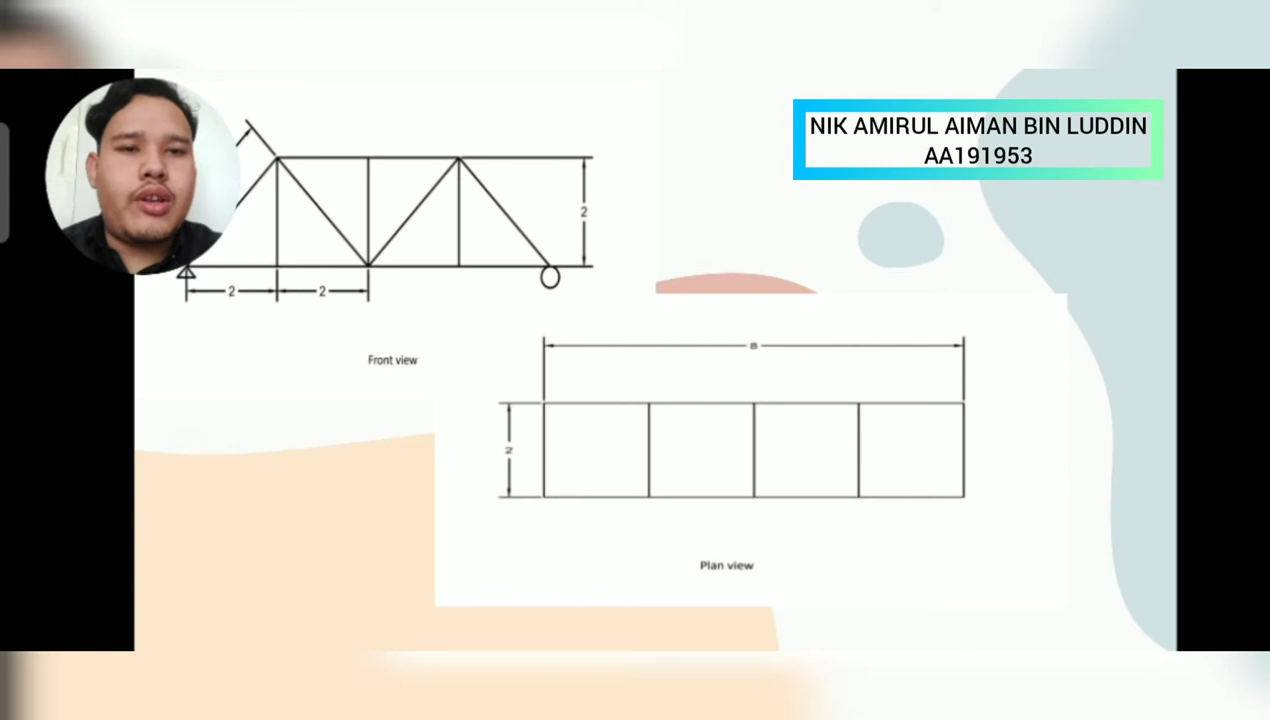 NIK AMIRUL AIMAN BIN LUDDIN
AA191953
2
2
2
Front view
8
2
Plan view